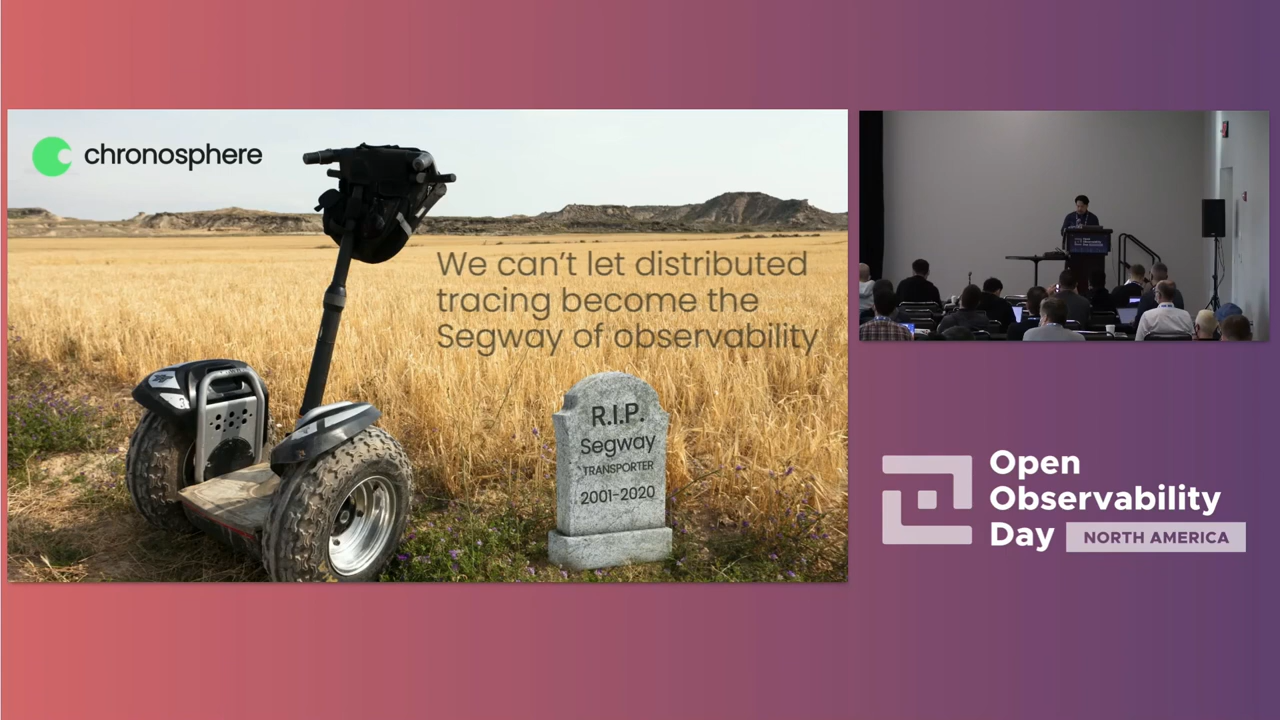 chronosphere
We can't let distributed
tracing become the
Segway of observability
R.I.P.
Segway
TRANSPORTER
2001-2020
Open
Observability
Day
NORTH AMERICA